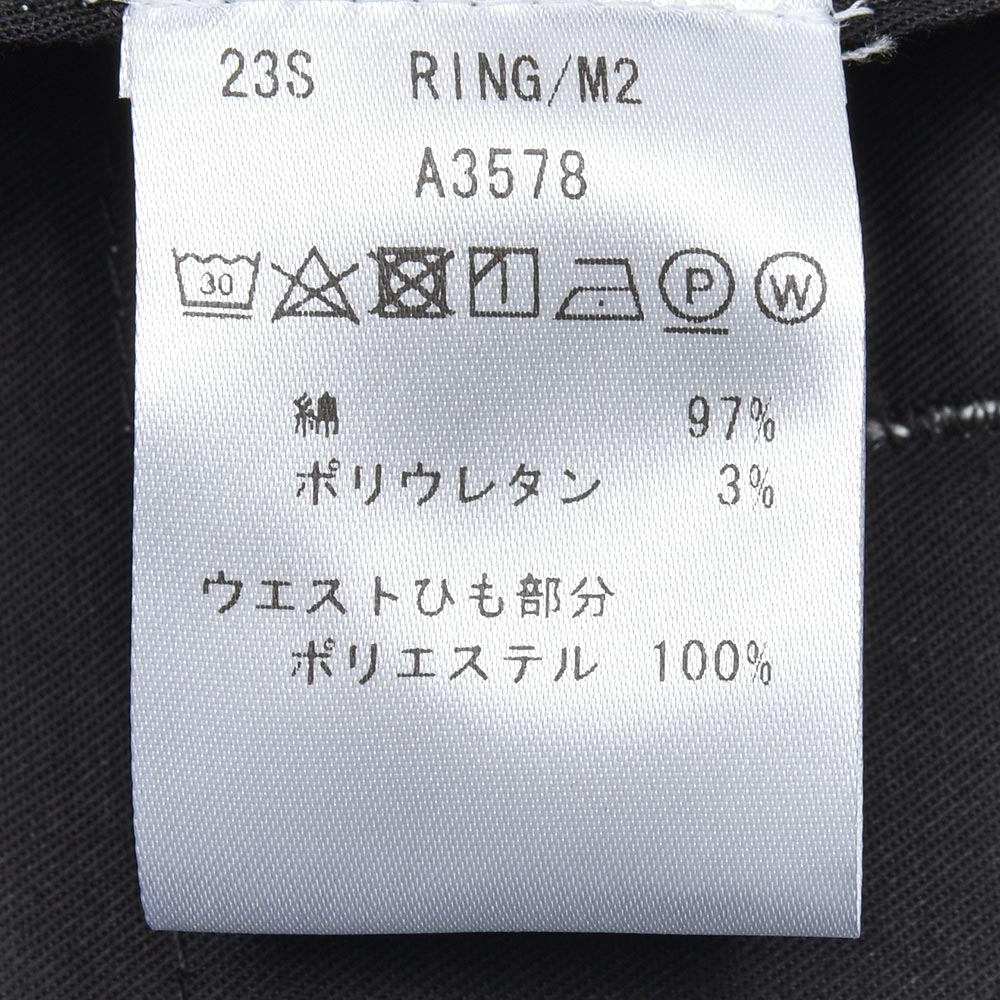 23S RING/M2
A3578
30 P W
綿 97%
ポリウレタン 3%
ウエストひも部分
ポリエステル 100%